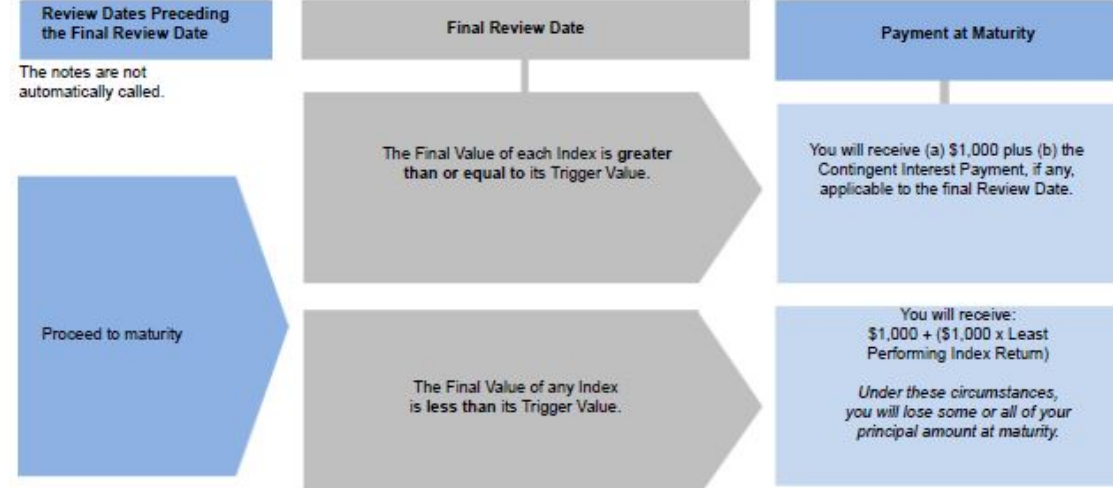 Review Dates Preceding
the Final Review Date
Final Review Date
Payment at Maturity
The notes are not
automatically called.
The Final Value of each Index is greater
than or equal to its Trigger Value.
You will receive (a) $1,000 plus (b) the
Contingent Interest Payment, if any,
applicable to the final Review Date.
Proceed to maturity
The Final Value of any Index
is less than its Trigger Value.
You will receive:
$1,000 + ($1,000 x Least
Performing Index Return)
Under these circumstances,
you will lose some or all of your
principal amount at maturity.